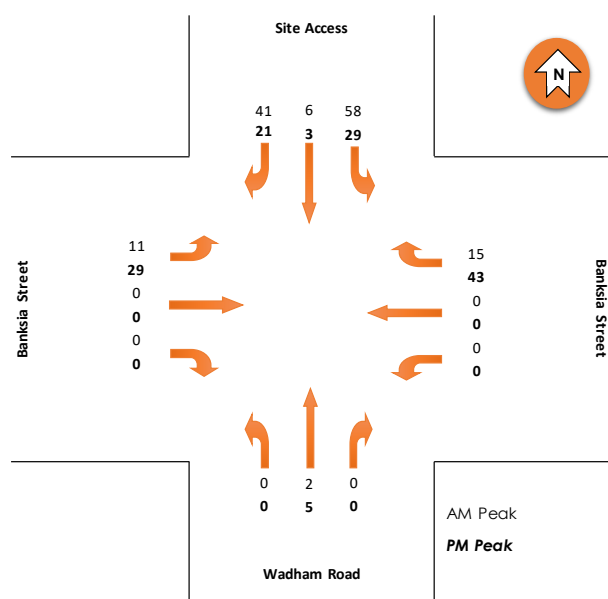 Site Access
N
41 6 58
21 3 29
11
29
0
0
0
0
15
43
0
0
0
0
Banksia Street
Banksia Street
0 2 0
0 5 0
AM Peak
PM Peak
Wadham Road